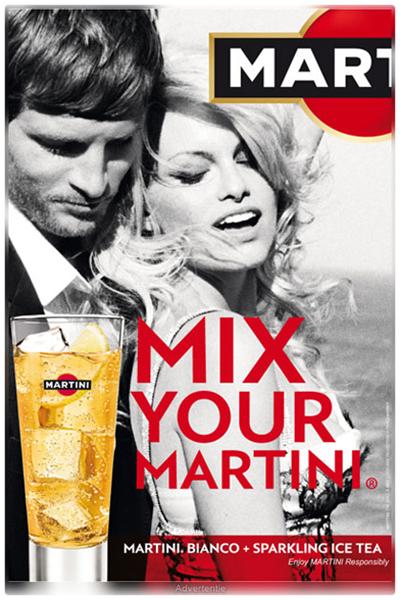 MART
MIX
YOUR
MARTINI®
MARTINI
MARTINI. BIANCO + SPARKLING ICE TEA
Enjoy MARTINI Responsibly
Advertentie